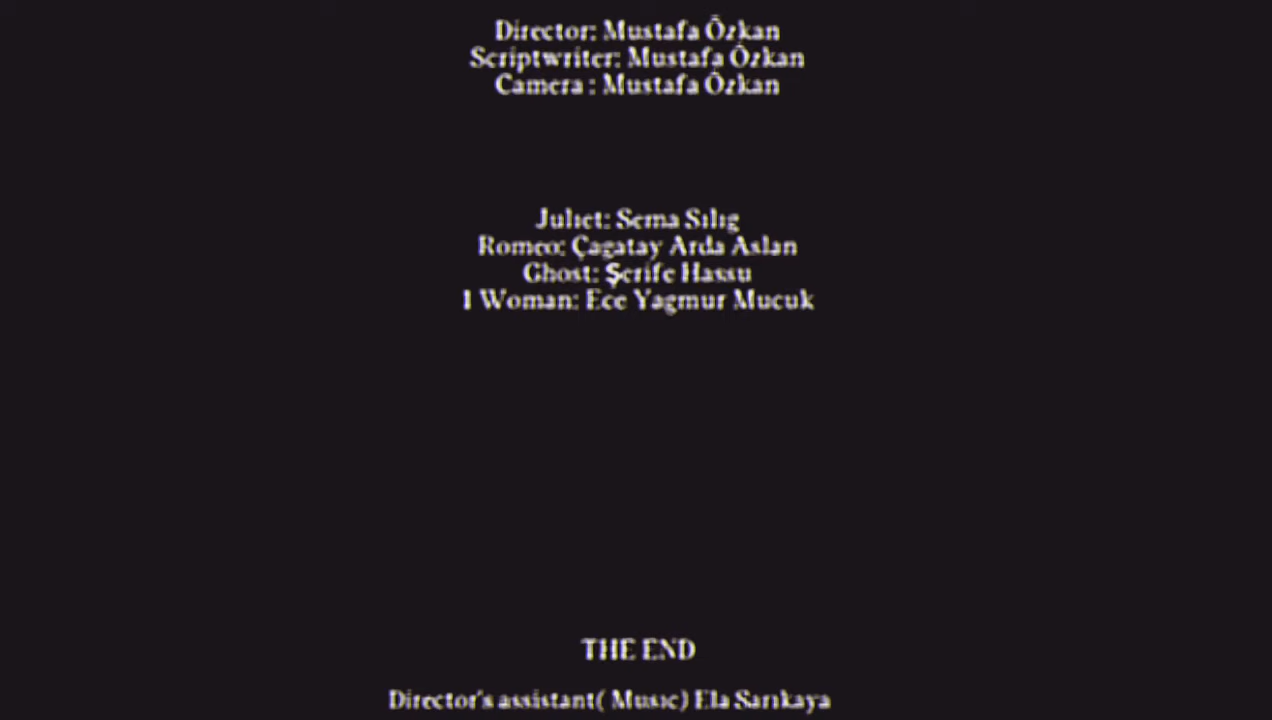 Director: Mustafa Özkan
Scriptwriter: Mustafa Özkan
Camera : Mustafa Özkan
Juliet: Sema Sılıg
Romeo: Çagatay Arda Aslan
Ghost: Şerife Hassu
1 Woman: Ece Yagmur Mucuk
THE END
Director's assistant( Music) Ela Sarıkaya